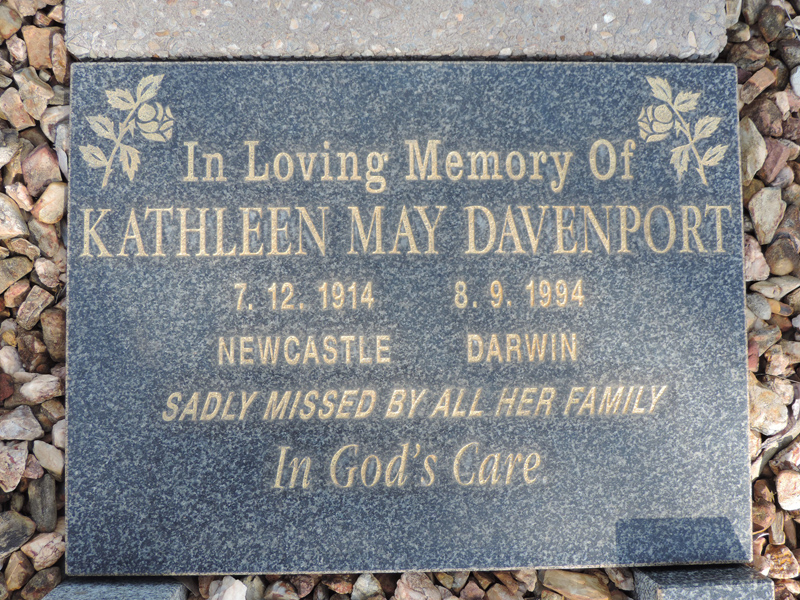 In Loving Memory Of
KATHLEEN MAY DAVENPORT
7. 12. 1914 8. 9. 1994
NEWCASTLE DARWIN
SADLY MISSED BY ALL HER FAMILY
In God's Care.